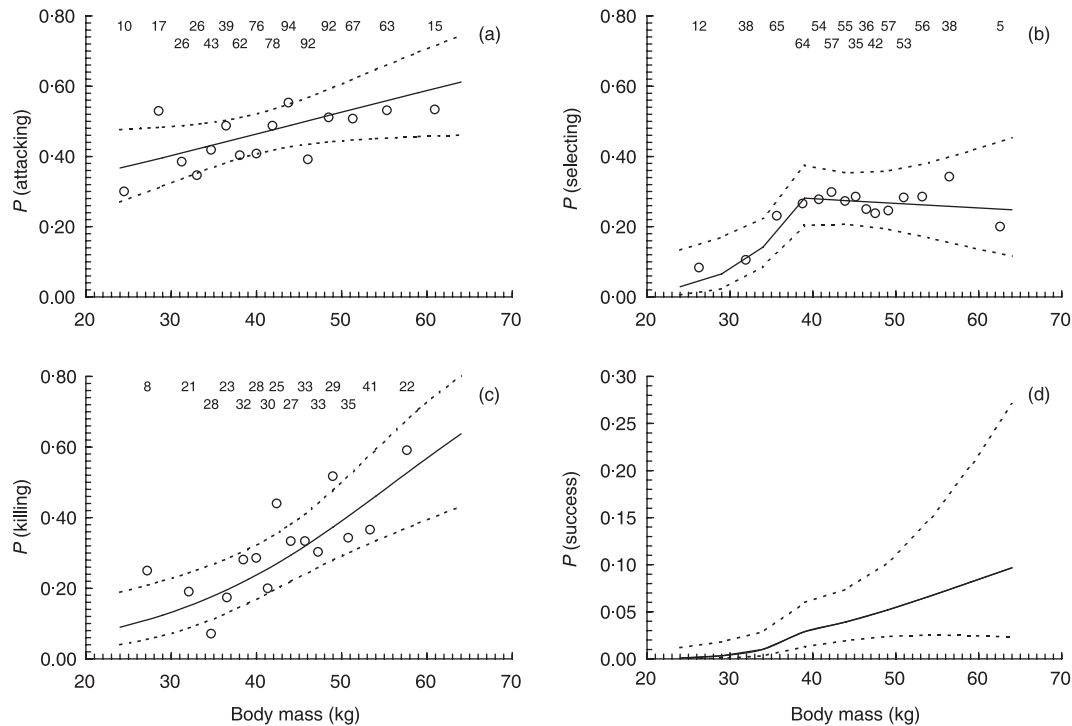 10 17 26 39 76 94 92 67 63 15
26 43 62 78 92
(a)
0·80
0·60
0·40
0·20
0·00
P (attacking)
20 30 40 50 60 70
12 38 65 54 55 36 57 56 38 5
64 57 35 42 53
(b)
0·80
0·60
0·40
0·20
0·00
P (selecting)
20 30 40 50 60 70
8 21 23 28 25 33 29 41 22
28 32 30 27 33 35
(c)
0·80
0·60
0·40
0·20
0.00
P (killing)
20 30 40 50 60 70
Body mass (kg)
(d)
0·30
0·25
0·20
0·15
0·10
0·05
0.00
P (success)
20 30 40 50 60 70
Body mass (kg)